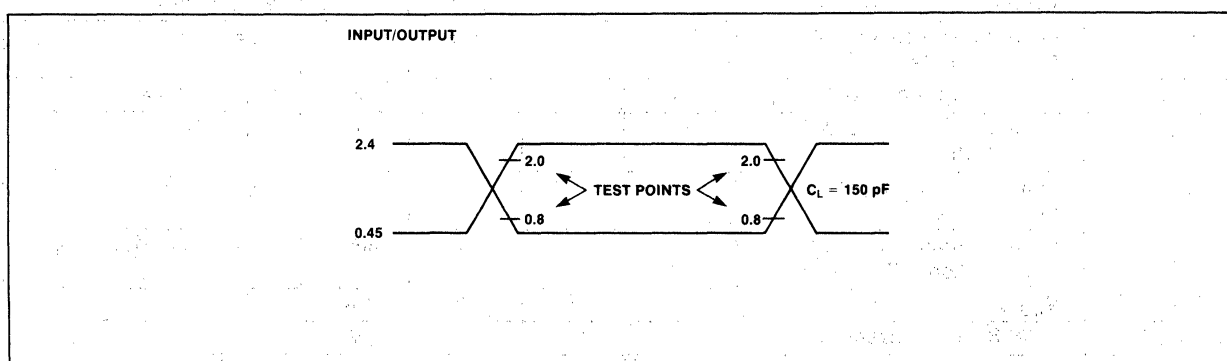 INPUT/OUTPUT
2.4
2.0
2.0
TEST POINTS
C_L = 150 pF
0.8
0.8
0.45